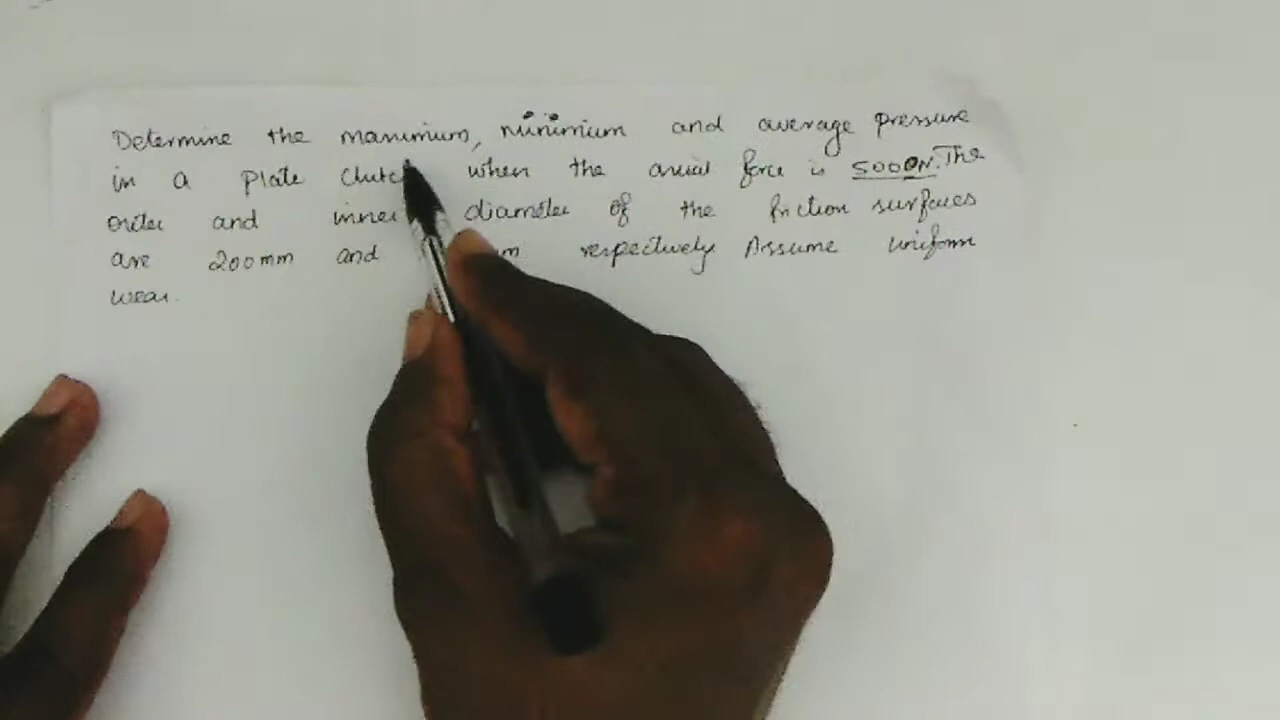 Determine the maximum, minimum and average pressure
in a plate clutch when the axial force is 5000N. The
outer and inner diameter of the friction surfaces
are 200mm and respectively Assume uniform
wear.